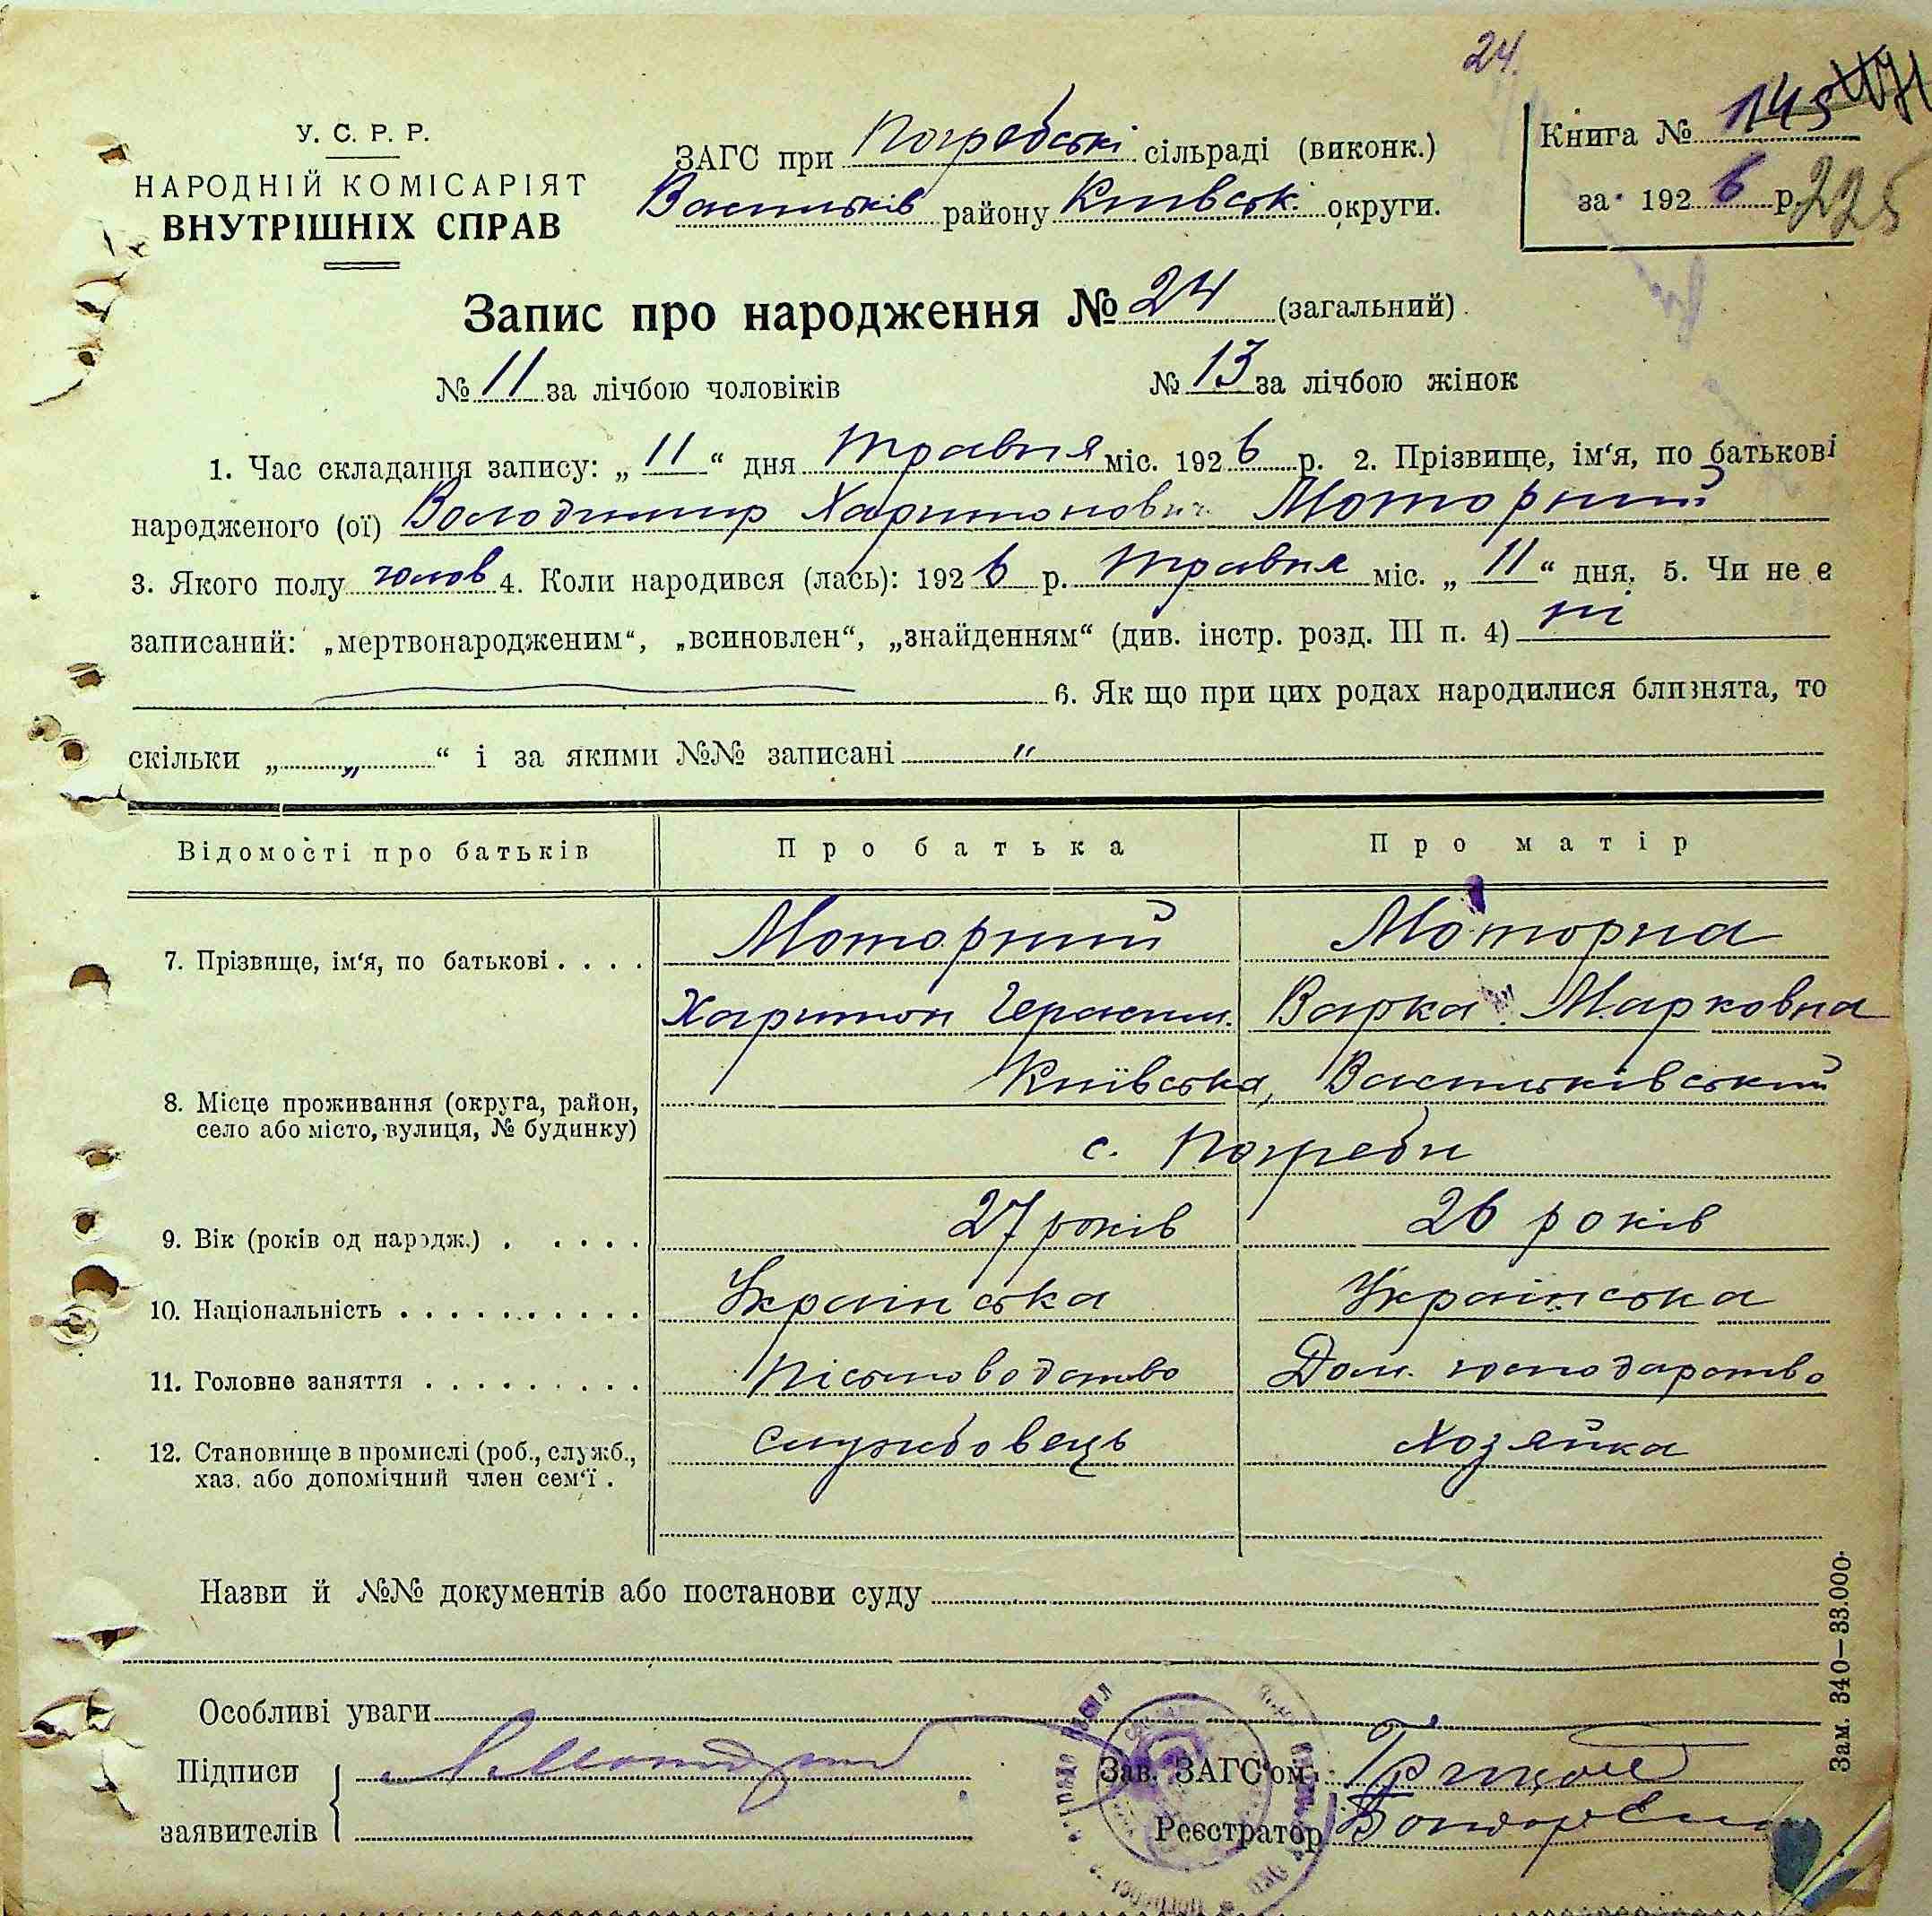 24.
У. С. Р. Р.
НАРОДНІЙ КОМІСАРІЯТ
ВНУТРІШНІХ СПРАВ
ЗАГС при Погребські сільраді (виконк.)
Васильків району Київськ. округи.
Книга № 145
за 1926 р. 225
Запис про народження № 24 (загальний).
№ 11 за лічбою чоловіків № 13 за лічбою жінок
1. Час складання запису: „ 11 “ дня травня міс. 1926 р. 2. Прізвище, ім‘я, по батькові
народженого (ої) Володимир Харитонович Моторний
3. Якого полу чолов 4. Коли народився (лась): 1926 р. травня міс. „ 11 “ дня. 5. Чи не є
записаний: „мертвонародженим“, „всиновлен“, „знайденням“ (див. інстр. розд. III п. 4) ні
6. Як що при цих родах народилися близнята, то
скільки „ „ “ і за якими №№ записані "
Відомості про батьків Про батька Про матір
7. Прізвище, ім‘я, по батькові . . . . Моторний Моторна
Харитон Герасим. Варка Марковна
8. Місце проживання (округа, район, Київська, Васильківський
село або місто, вулиця, № будинку) с. Погреби
9. Вік (років од народж.) . . . . . 27 років 26 років
10. Національність . . . . . . . . . . Українська Українська
11. Головне заняття . . . . . . . . . Пісьмоводство Дом. господарство
12. Становище в промислі (роб., служб., службовець хозяйка
хаз. або допомічний член сем‘ї .
Назви й №№ документів або постанови суду
Особливі уваги
Підписи
заявителів
Зав. ЗАГС‘ом
Реєстратор
Зам. 340—33.000.